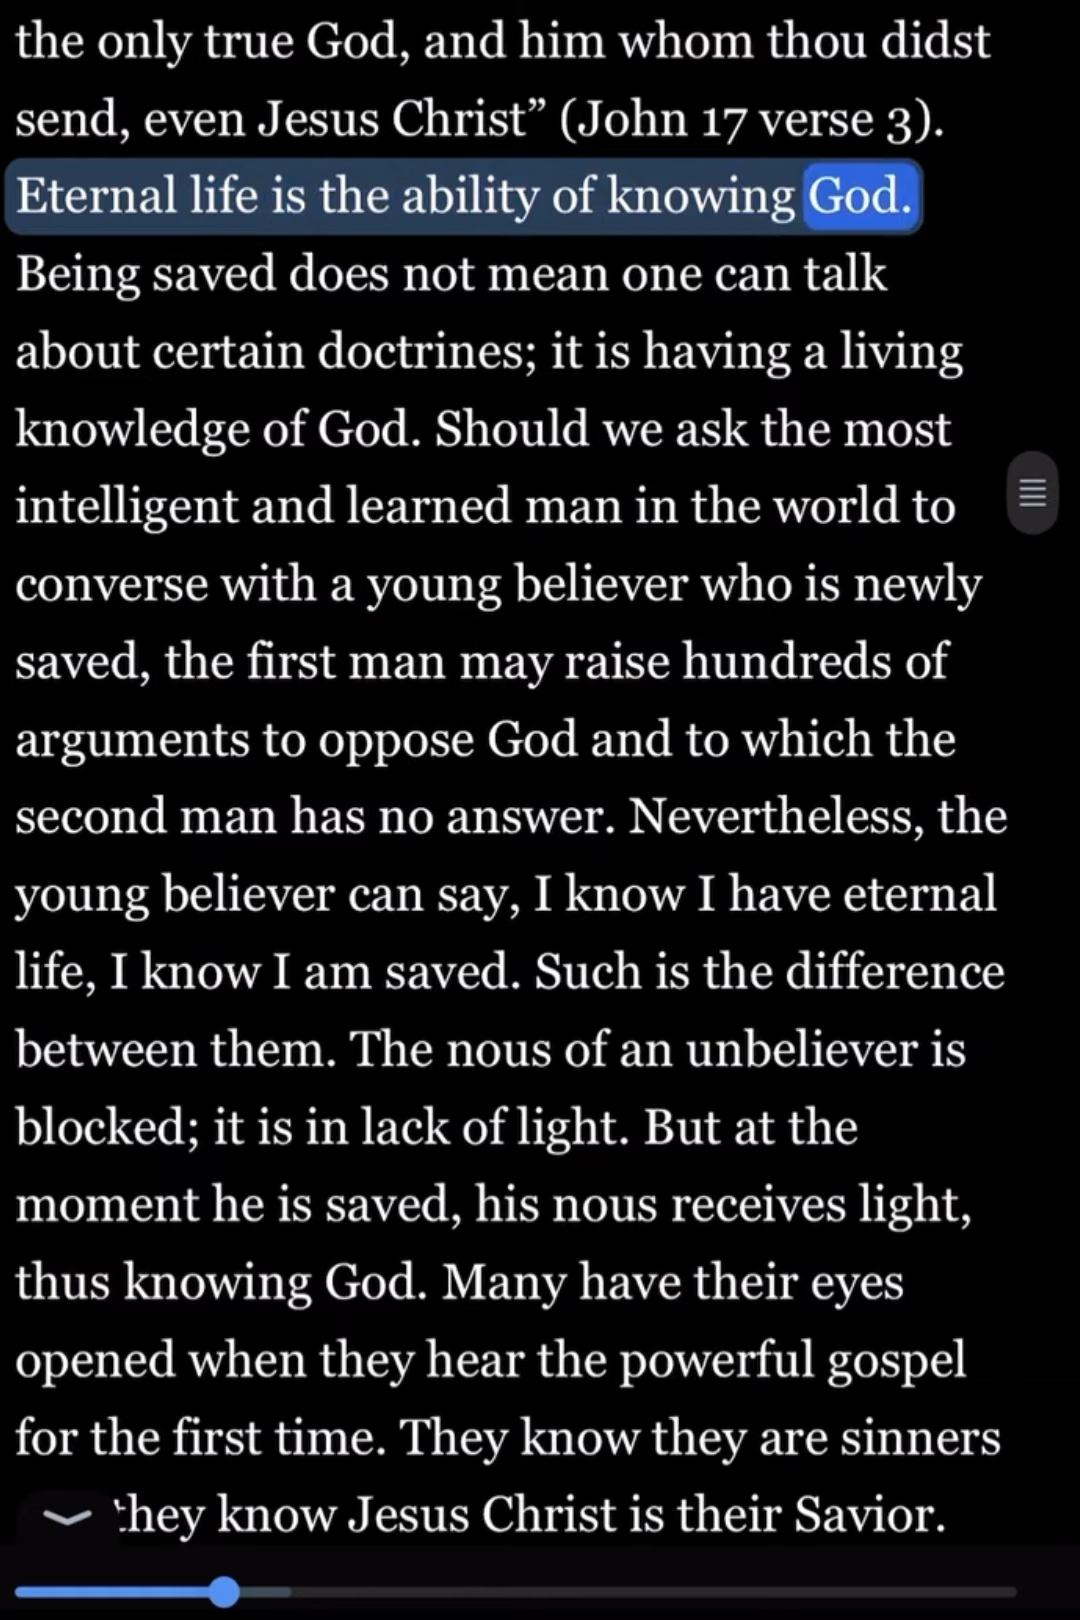 the only true God, and him whom thou didst
send, even Jesus Christ” (John 17 verse 3).
Eternal life is the ability of knowing God.
Being saved does not mean one can talk
about certain doctrines; it is having a living
knowledge of God. Should we ask the most
intelligent and learned man in the world to
converse with a young believer who is newly
saved, the first man may raise hundreds of
arguments to oppose God and to which the
second man has no answer. Nevertheless, the
young believer can say, I know I have eternal
life, I know I am saved. Such is the difference
between them. The nous of an unbeliever is
blocked; it is in lack of light. But at the
moment he is saved, his nous receives light,
thus knowing God. Many have their eyes
opened when they hear the powerful gospel
for the first time. They know they are sinners
they know Jesus Christ is their Savior.